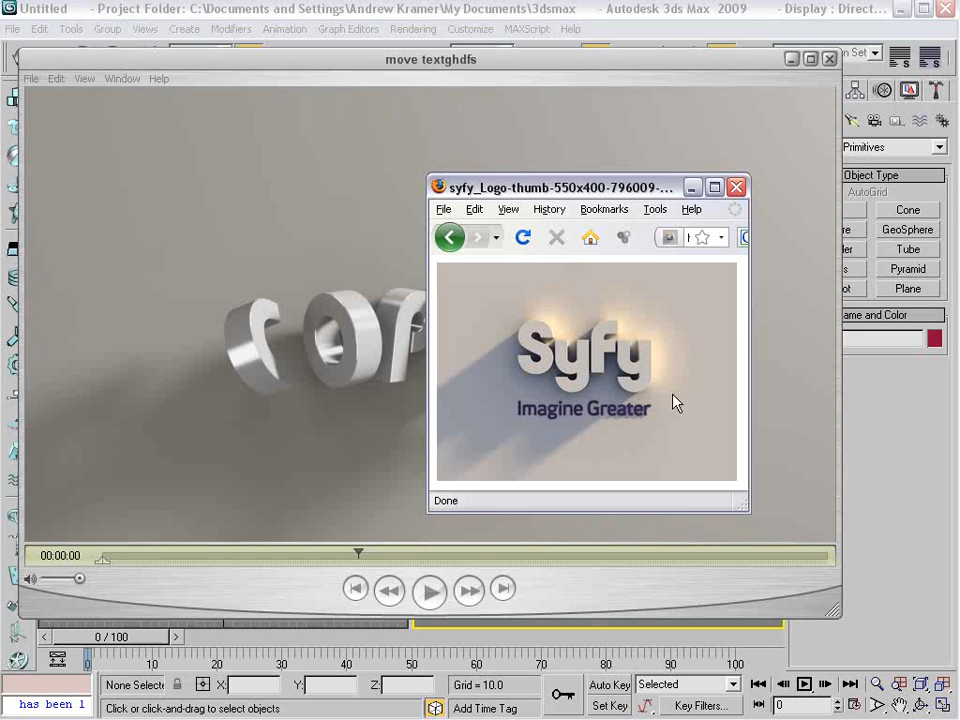 Untitled - Project Folder: C:\Documents and Settings\Andrew Kramer\My Documents\3dsmax - Autodesk 3ds Max 2009 - Display : Direct...
File Edit Tools Group Views Create Modifiers Animation Graph Editors Rendering Customize MAXScript Help
move textghdfs
File Edit View Window Help
Primitives
Object Type
AutoGrid
Cone
GeoSphere
Tube
Pyramid
Plane
ame and Color
syfy_Logo-thumb-550x400-796009-...
File Edit View History Bookmarks Tools Help
Syfy
Imagine Greater
Done
00:00:00
0 / 100
0 10 20 30 40 50 60 70 80 90 100
None Selecte X: Y: Z: Grid = 10.0 Auto Key Selected
has been l Click or click-and-drag to select objects Add Time Tag Set Key Key Filters... 0